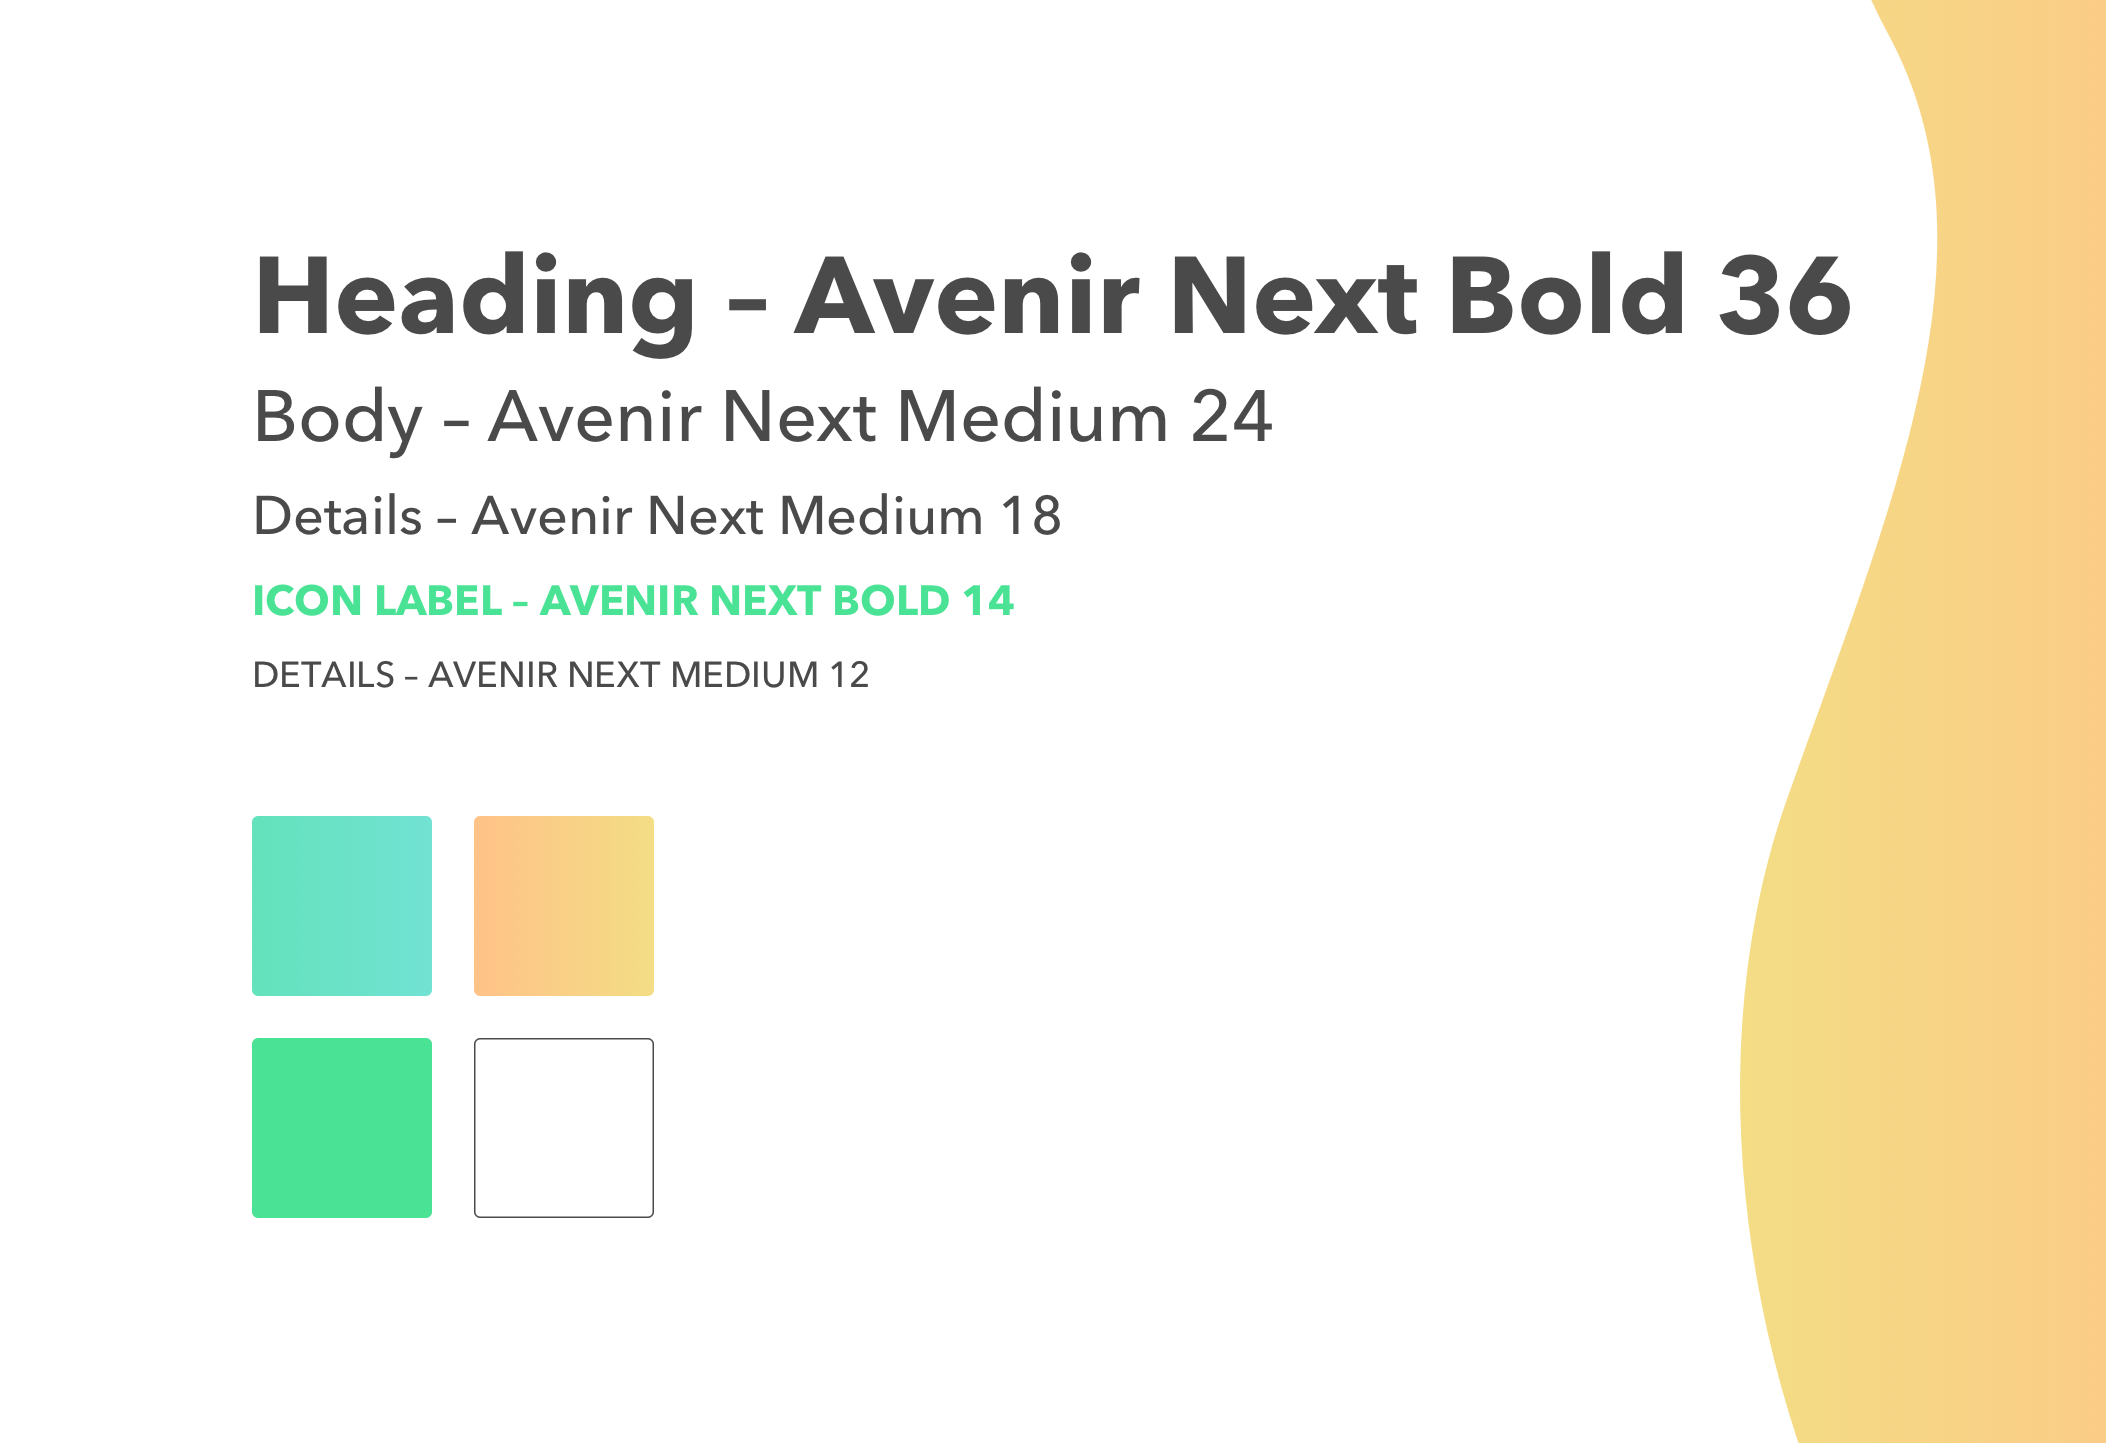 Heading – Avenir Next Bold 36
Body – Avenir Next Medium 24
Details – Avenir Next Medium 18
ICON LABEL – AVENIR NEXT BOLD 14
DETAILS – AVENIR NEXT MEDIUM 12